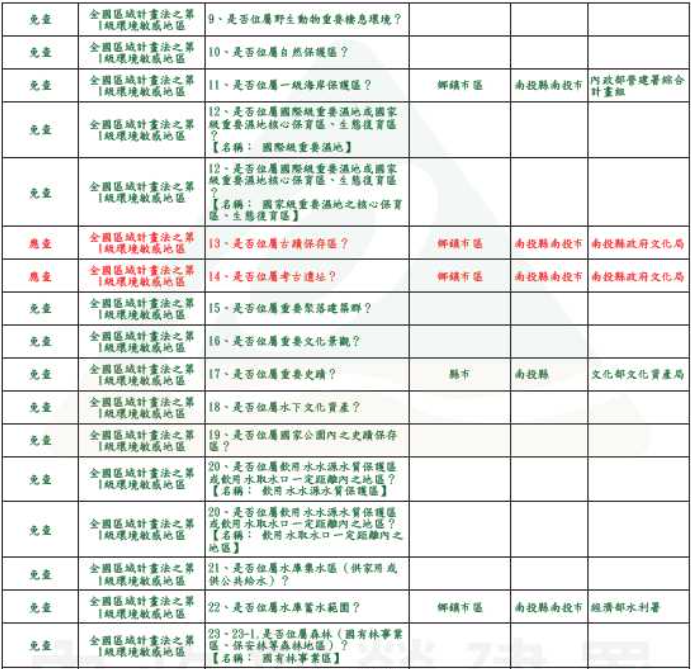 免查 全國區域計畫法之第 9、是否位屬野生動物重要棲息環境？
1級環境敏感地區
免查 全國區域計畫法之第 10、是否位屬自然保護區？
1級環境敏感地區
免查 全國區域計畫法之第 11、是否位屬一級海岸保護區？ 鄉鎮市區 南投縣南投市 內政部營建署綜合
1級環境敏感地區 計畫組
免查 全國區域計畫法之第 12、是否位屬國際級重要濕地或國家
1級環境敏感地區 級重要濕地核心保育區、生態復育區
？
【名稱： 國際級重要濕地】
免查 全國區域計畫法之第 12、是否位屬國際級重要濕地或國家
1級環境敏感地區 級重要濕地核心保育區、生態復育區
？
【名稱： 國家級重要濕地之核心保育
區、生態復育區】
應查 全國區域計畫法之第 13、是否位屬古蹟保存區？ 鄉鎮市區 南投縣南投市 南投縣政府文化局
1級環境敏感地區
應查 全國區域計畫法之第 14、是否位屬考古遺址？ 鄉鎮市區 南投縣南投市 南投縣政府文化局
1級環境敏感地區
免查 全國區域計畫法之第 15、是否位屬重要聚落建築群？
1級環境敏感地區
免查 全國區域計畫法之第 16、是否位屬重要文化景觀？
1級環境敏感地區
免查 全國區域計畫法之第 17、是否位屬重要史蹟？ 縣市 南投縣 文化部文化資產局
1級環境敏感地區
免查 全國區域計畫法之第 18、是否位屬水下文化資產？
1級環境敏感地區
免查 全國區域計畫法之第 19、是否位屬國家公園內之史蹟保存
1級環境敏感地區 區？
免查 全國區域計畫法之第 20、是否位屬飲用水水源水質保護區
1級環境敏感地區 或飲用水取水口一定距離內之地區？
【名稱： 飲用水水源水質保護區】
免查 全國區域計畫法之第 20、是否位屬飲用水水源水質保護區
1級環境敏感地區 或飲用水取水口一定距離內之地區？
【名稱： 飲用水取水口一定距離內之
地區】
免查 全國區域計畫法之第 21、是否位屬水庫集水區（供家用或
1級環境敏感地區 供公共給水）？
免查 全國區域計畫法之第 22、是否位屬水庫蓄水範圍？ 鄉鎮市區 南投縣南投市 經濟部水利署
1級環境敏感地區
免查 全國區域計畫法之第 23、23-1.是否位屬森林（國有林事業
1級環境敏感地區 區、保安林等森林地區）？
【名稱： 國有林事業區】